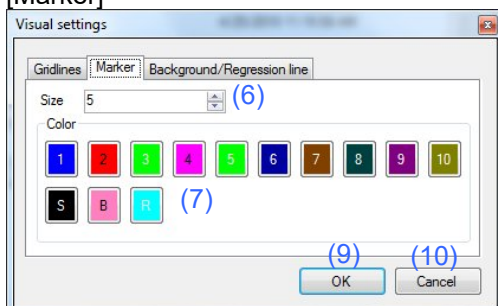 [Marker]
Visual settings
Gridlines Marker Background/Regression line
Size 5 (6)
Color
1 2 3 4 5 6 7 8 9 10
S B R (7)
(9) (10)
OK Cancel